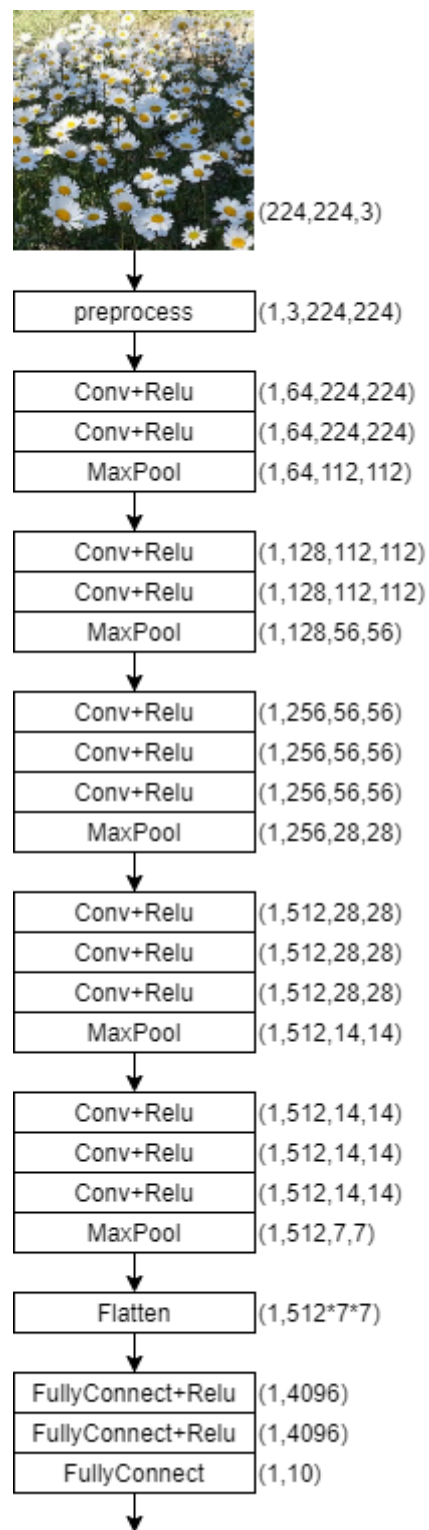 (224,224,3)
preprocess (1,3,224,224)
Conv+Relu (1,64,224,224)
Conv+Relu (1,64,224,224)
MaxPool (1,64,112,112)
Conv+Relu (1,128,112,112)
Conv+Relu (1,128,112,112)
MaxPool (1,128,56,56)
Conv+Relu (1,256,56,56)
Conv+Relu (1,256,56,56)
Conv+Relu (1,256,56,56)
MaxPool (1,256,28,28)
Conv+Relu (1,512,28,28)
Conv+Relu (1,512,28,28)
Conv+Relu (1,512,28,28)
MaxPool (1,512,14,14)
Conv+Relu (1,512,14,14)
Conv+Relu (1,512,14,14)
Conv+Relu (1,512,14,14)
MaxPool (1,512,7,7)
Flatten (1,512*7*7)
FullyConnect+Relu (1,4096)
FullyConnect+Relu (1,4096)
FullyConnect (1,10)